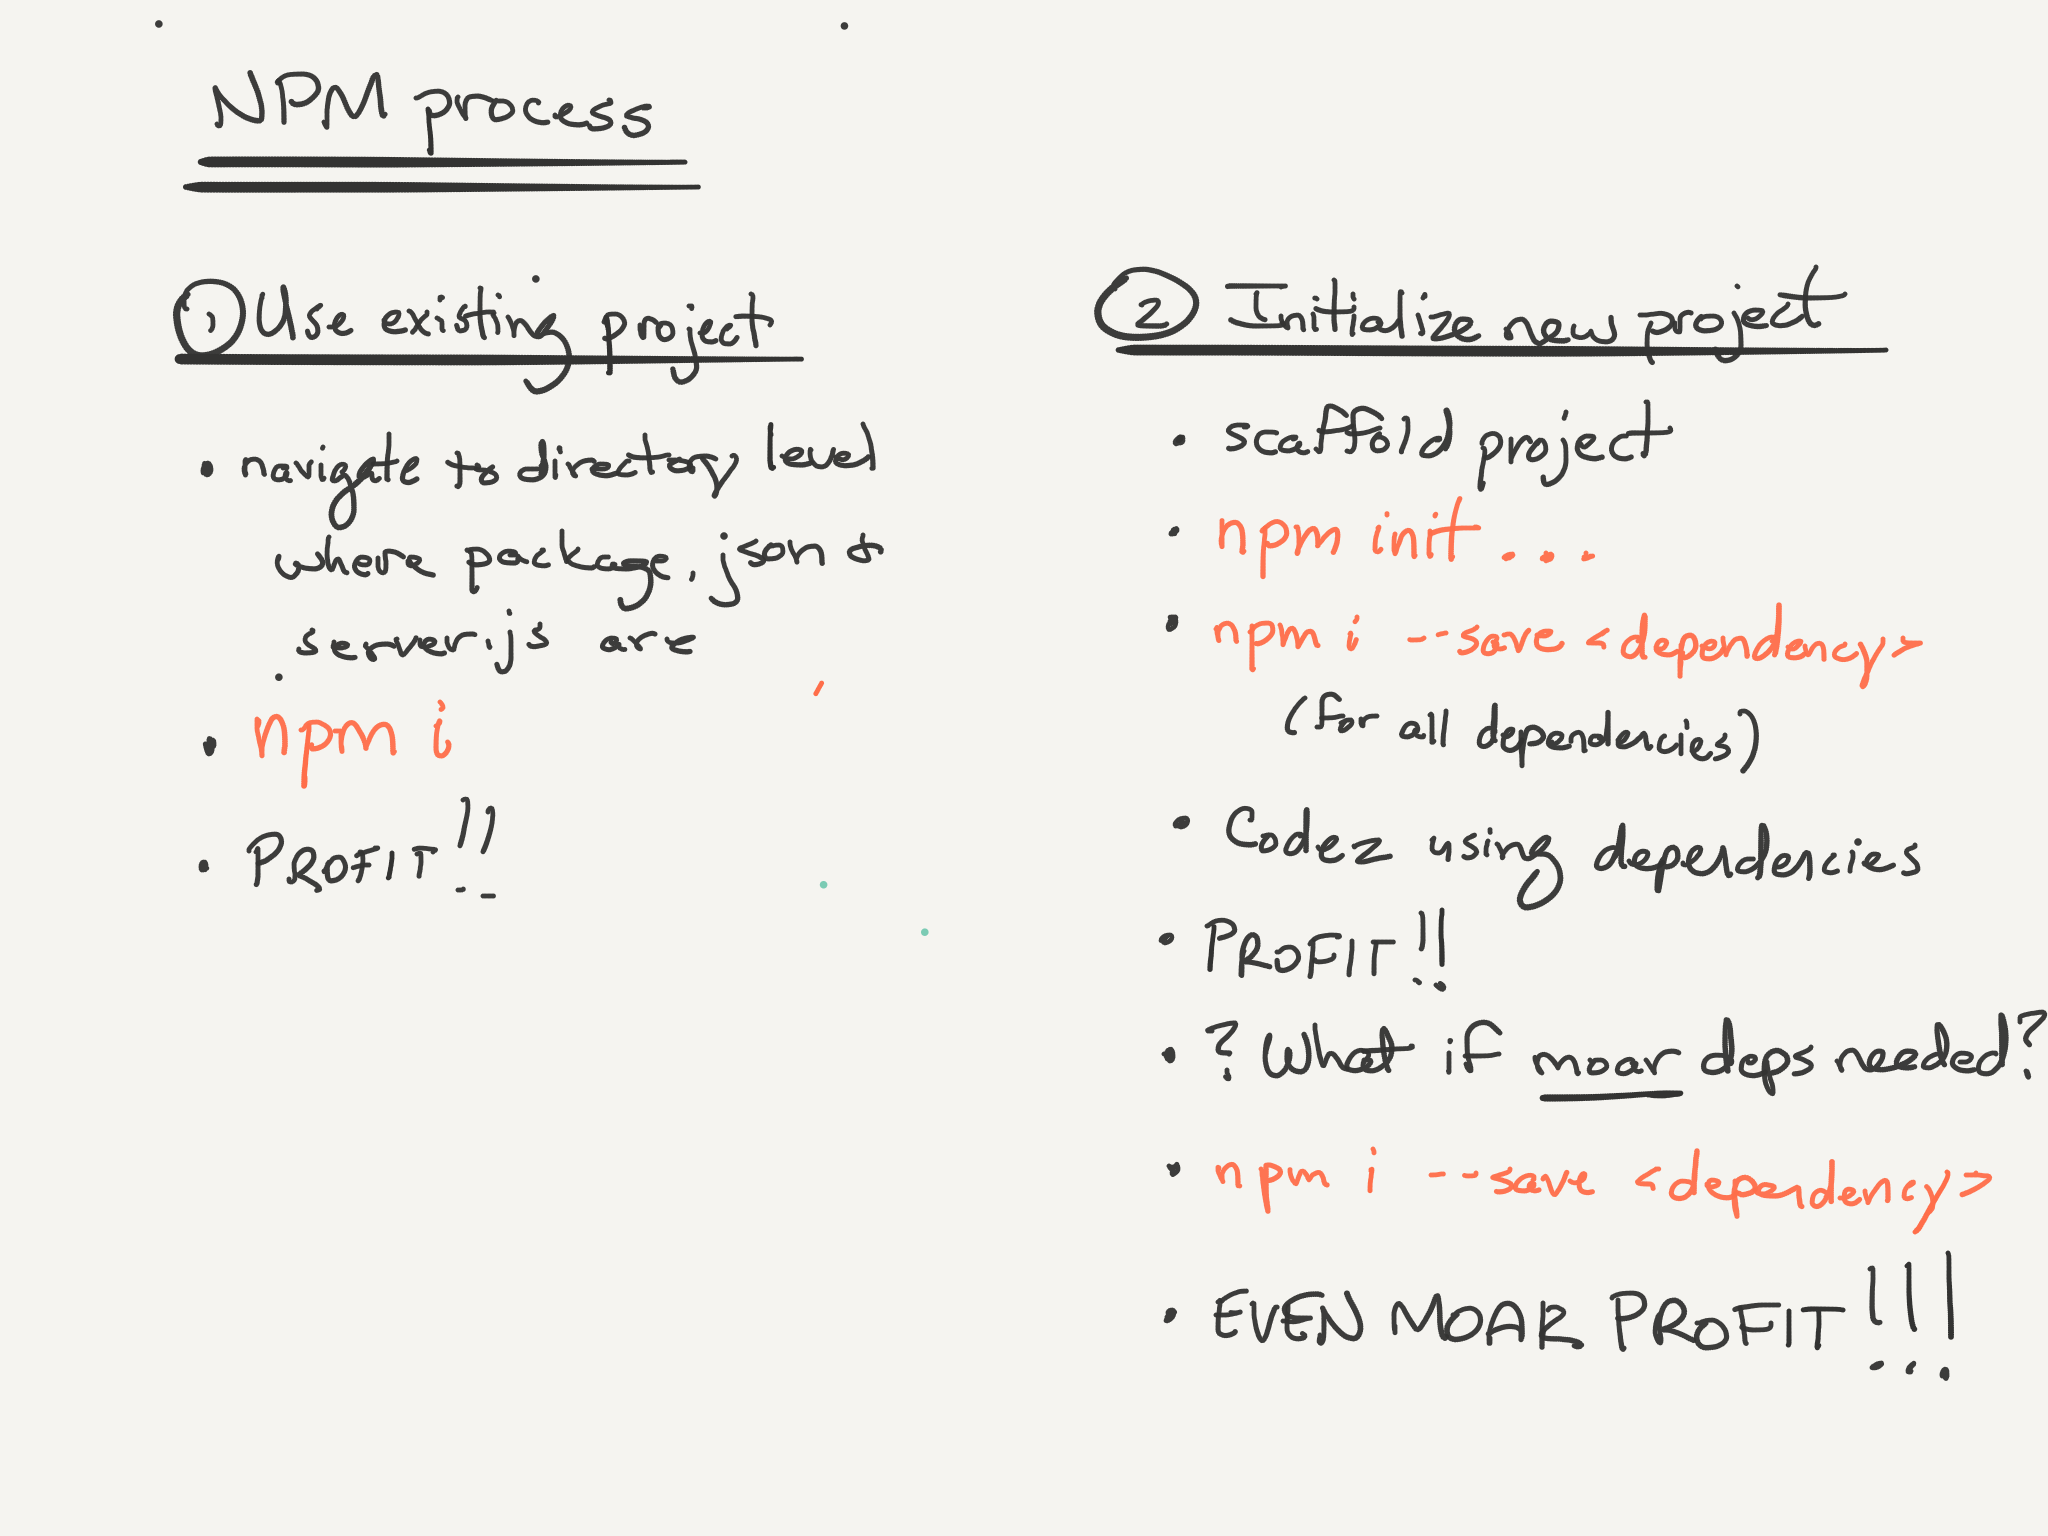 NPM process
① Use existing project
• navigate to directory level
where package.json &
server.js are
• npm i
• PROFIT!!
② Initialize new project
• scaffold project
• npm init...
• npm i --save <dependency>
(for all dependencies)
• Codez using dependencies
• PROFIT!!
• ? What if moar deps needed?
• npm i --save <dependency>
• EVEN MOAR PROFIT!!!